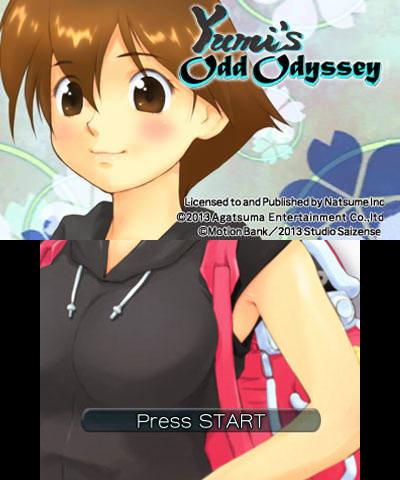 Yumi's
Odd Odyssey
Licensed to and Published by Natsume Inc
©2013 Agatsuma Entertainment Co.,ltd
©Motion Bank／2013 Studio Saizense
Press START